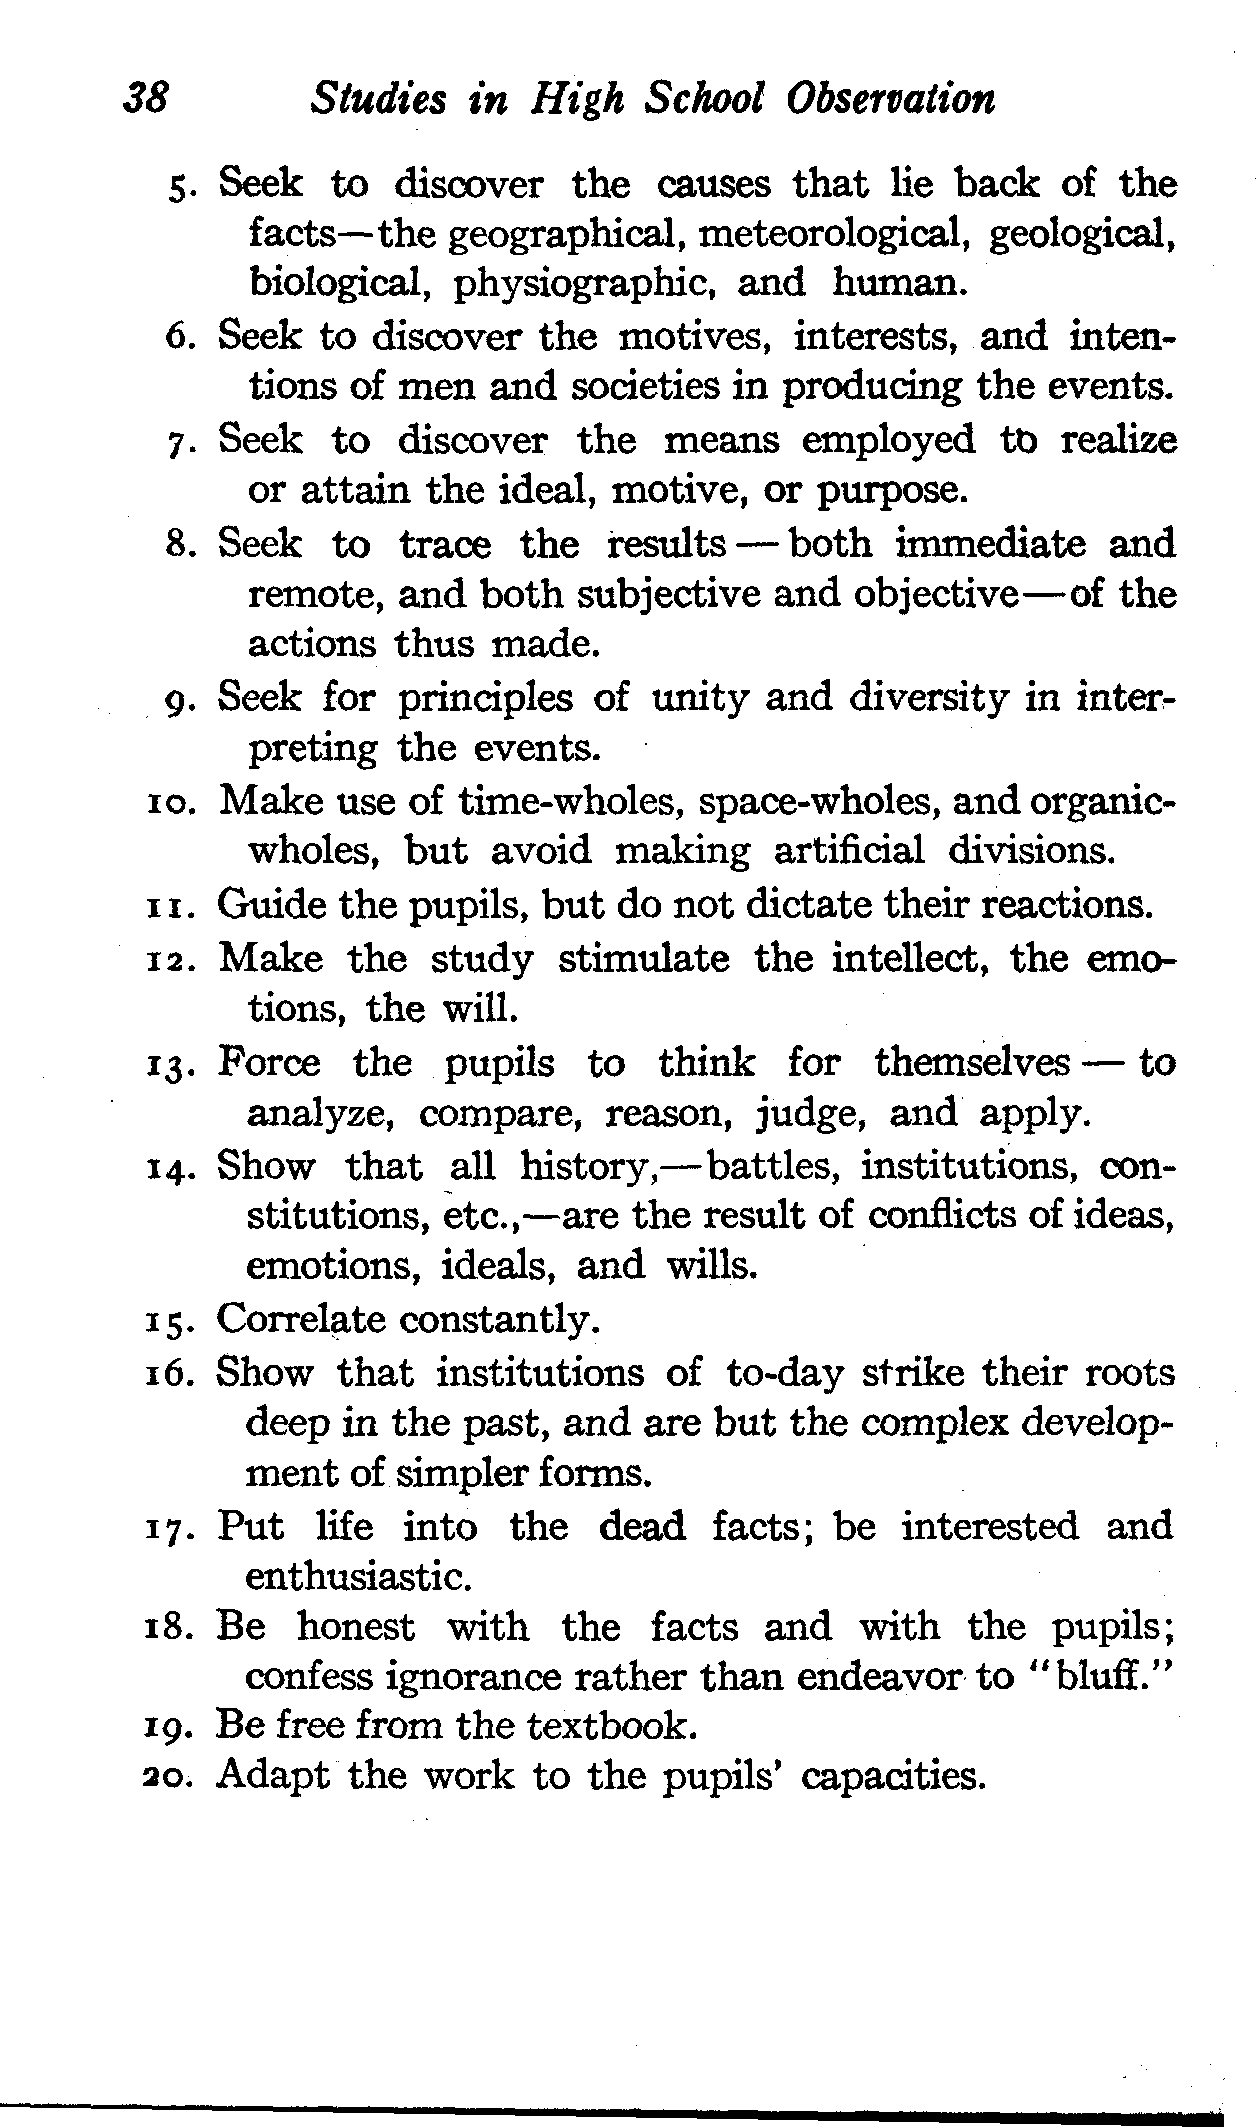 38 Studies in High School Observation
5. Seek to discover the causes that lie back of the
facts—the geographical, meteorological, geological,
biological, physiographic, and human.
6. Seek to discover the motives, interests, and inten-
tions of men and societies in producing the events.
7. Seek to discover the means employed to realize
or attain the ideal, motive, or purpose.
8. Seek to trace the results — both immediate and
remote, and both subjective and objective—of the
actions thus made.
9. Seek for principles of unity and diversity in inter-
preting the events.
10. Make use of time-wholes, space-wholes, and organic-
wholes, but avoid making artificial divisions.
11. Guide the pupils, but do not dictate their reactions.
12. Make the study stimulate the intellect, the emo-
tions, the will.
13. Force the pupils to think for themselves — to
analyze, compare, reason, judge, and apply.
14. Show that all history,—battles, institutions, con-
stitutions, etc.,—are the result of conflicts of ideas,
emotions, ideals, and wills.
15. Correlate constantly.
16. Show that institutions of to-day strike their roots
deep in the past, and are but the complex develop-
ment of simpler forms.
17. Put life into the dead facts; be interested and
enthusiastic.
18. Be honest with the facts and with the pupils;
confess ignorance rather than endeavor to "bluff."
19. Be free from the textbook.
20. Adapt the work to the pupils' capacities.